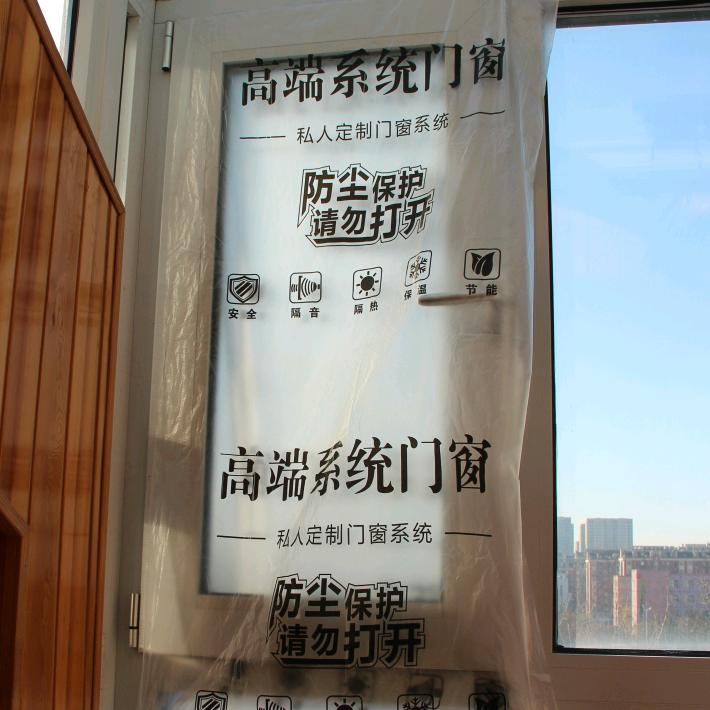 高端系统门窗
私人定制门窗系统
防尘保护
请勿打开
安全 隔音 隔热 保温 节能
高端系统门窗
私人定制门窗系统
防尘保护
请勿打开